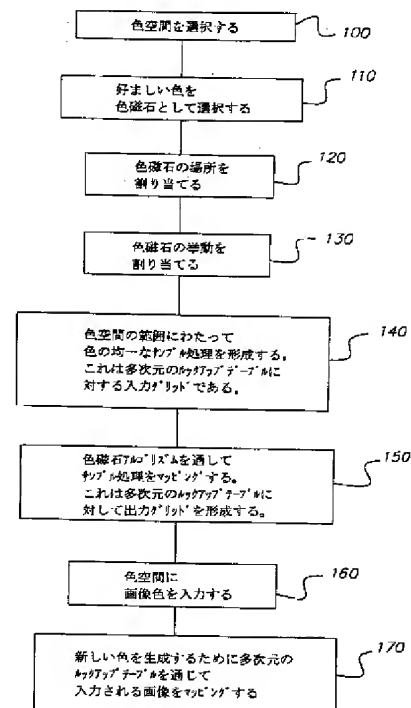 色空間を選択する
100
好ましい色を
色磁石として選択する
110
色磁石の場所を
割り当てる
120
色磁石の挙動を
割り当てる
130
色空間の範囲にわたって
色の均一なサンプル処理を形成する。
これは多次元のルックアップテーブルに
対する入力グリッドである。
140
色磁石アルゴリズムを通して
サンプル処理をマッピングする。
これは多次元のルックアップテーブルに
対して出力グリッドを形成する。
150
色空間に
画像色を入力する
160
新しい色を生成するために多次元の
ルックアップテーブルを通じて
入力される画像をマッピングする
170